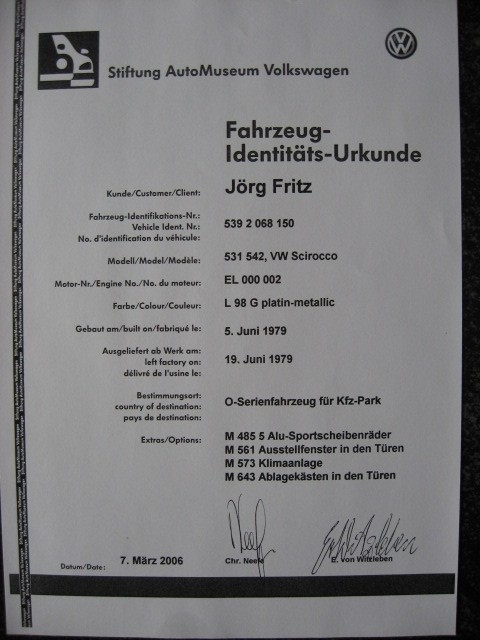 Stiftung AutoMuseum Volkswagen
Fahrzeug-
Identitäts-Urkunde
Kunde/Customer/Client: Jörg Fritz
Fahrzeug-Identifikations-Nr.:
Vehicle Ident. Nr.: 539 2 068 150
No. d'identification du véhicule:
Modell/Model/Modèle: 531 542, VW Scirocco
Motor-Nr./Engine No./No. du moteur: EL 000 002
Farbe/Colour/Couleur: L 98 G platin-metallic
Gebaut am/built on/fabriqué le: 5. Juni 1979
Ausgeliefert ab Werk am:
left factory on: 19. Juni 1979
délivré de l'usine le:
Bestimmungsort:
country of destination: O-Serienfahrzeug für Kfz-Park
pays de destination:
Extras/Options: M 485 5 Alu-Sportscheibenräder
M 561 Ausstellfenster in den Türen
M 573 Klimaanlage
M 643 Ablagekästen in den Türen
Datum/Date: 7. März 2006 Chr. Neele E. von Witzleben